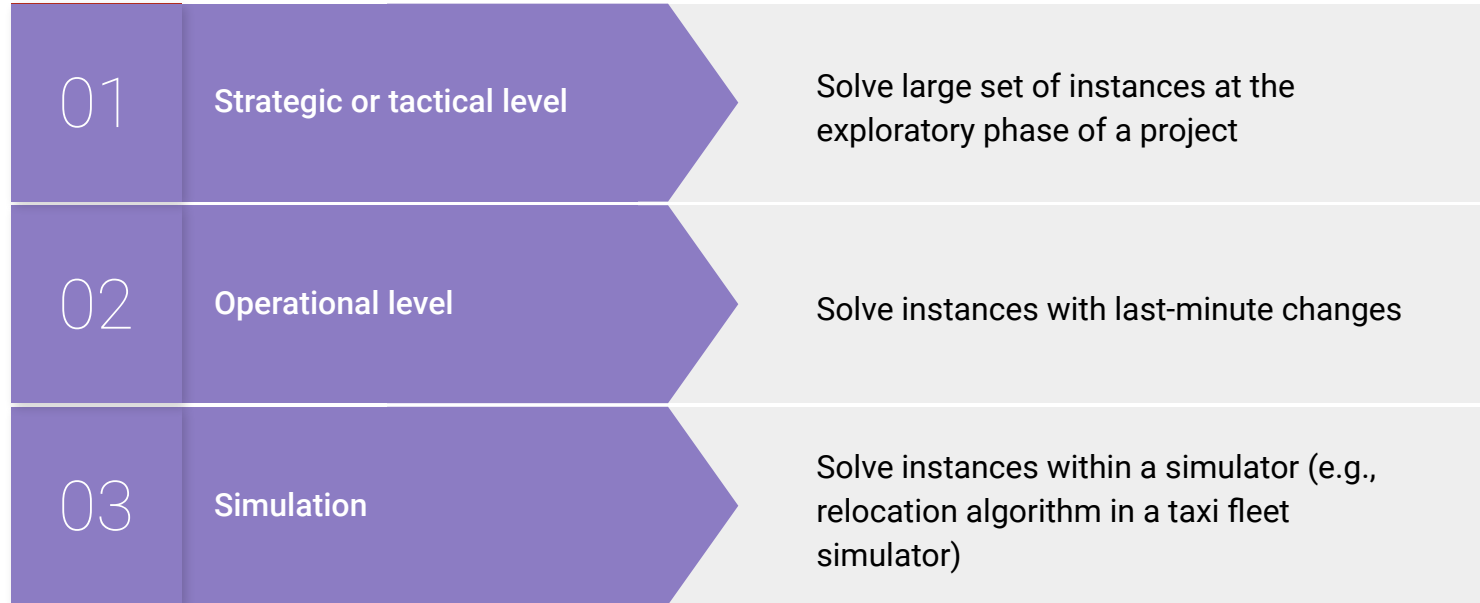 01
Strategic or tactical level
Solve large set of instances at the
exploratory phase of a project
02
Operational level
Solve instances with last-minute changes
03
Simulation
Solve instances within a simulator (e.g.,
relocation algorithm in a taxi fleet
simulator)